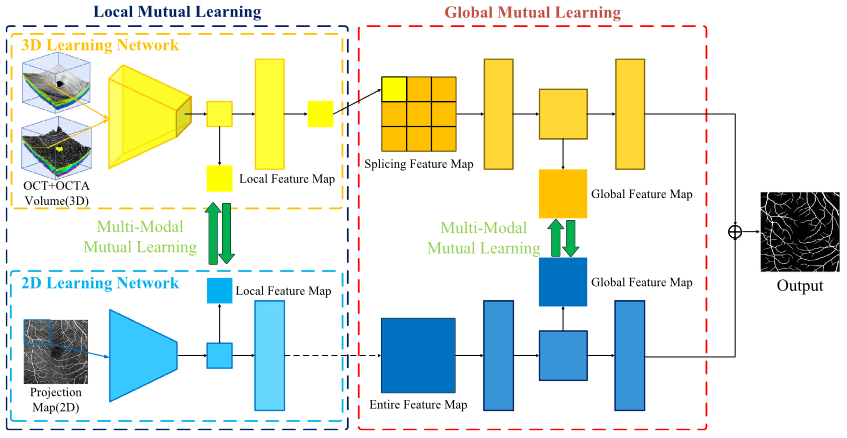 Local Mutual Learning
Global Mutual Learning
3D Learning Network
OCT+OCTA
Volume(3D)
Local Feature Map
Splicing Feature Map
Global Feature Map
Multi-Modal
Mutual Learning
Multi-Modal
Mutual Learning
2D Learning Network
Local Feature Map
Global Feature Map
Output
Projection
Map(2D)
Entire Feature Map